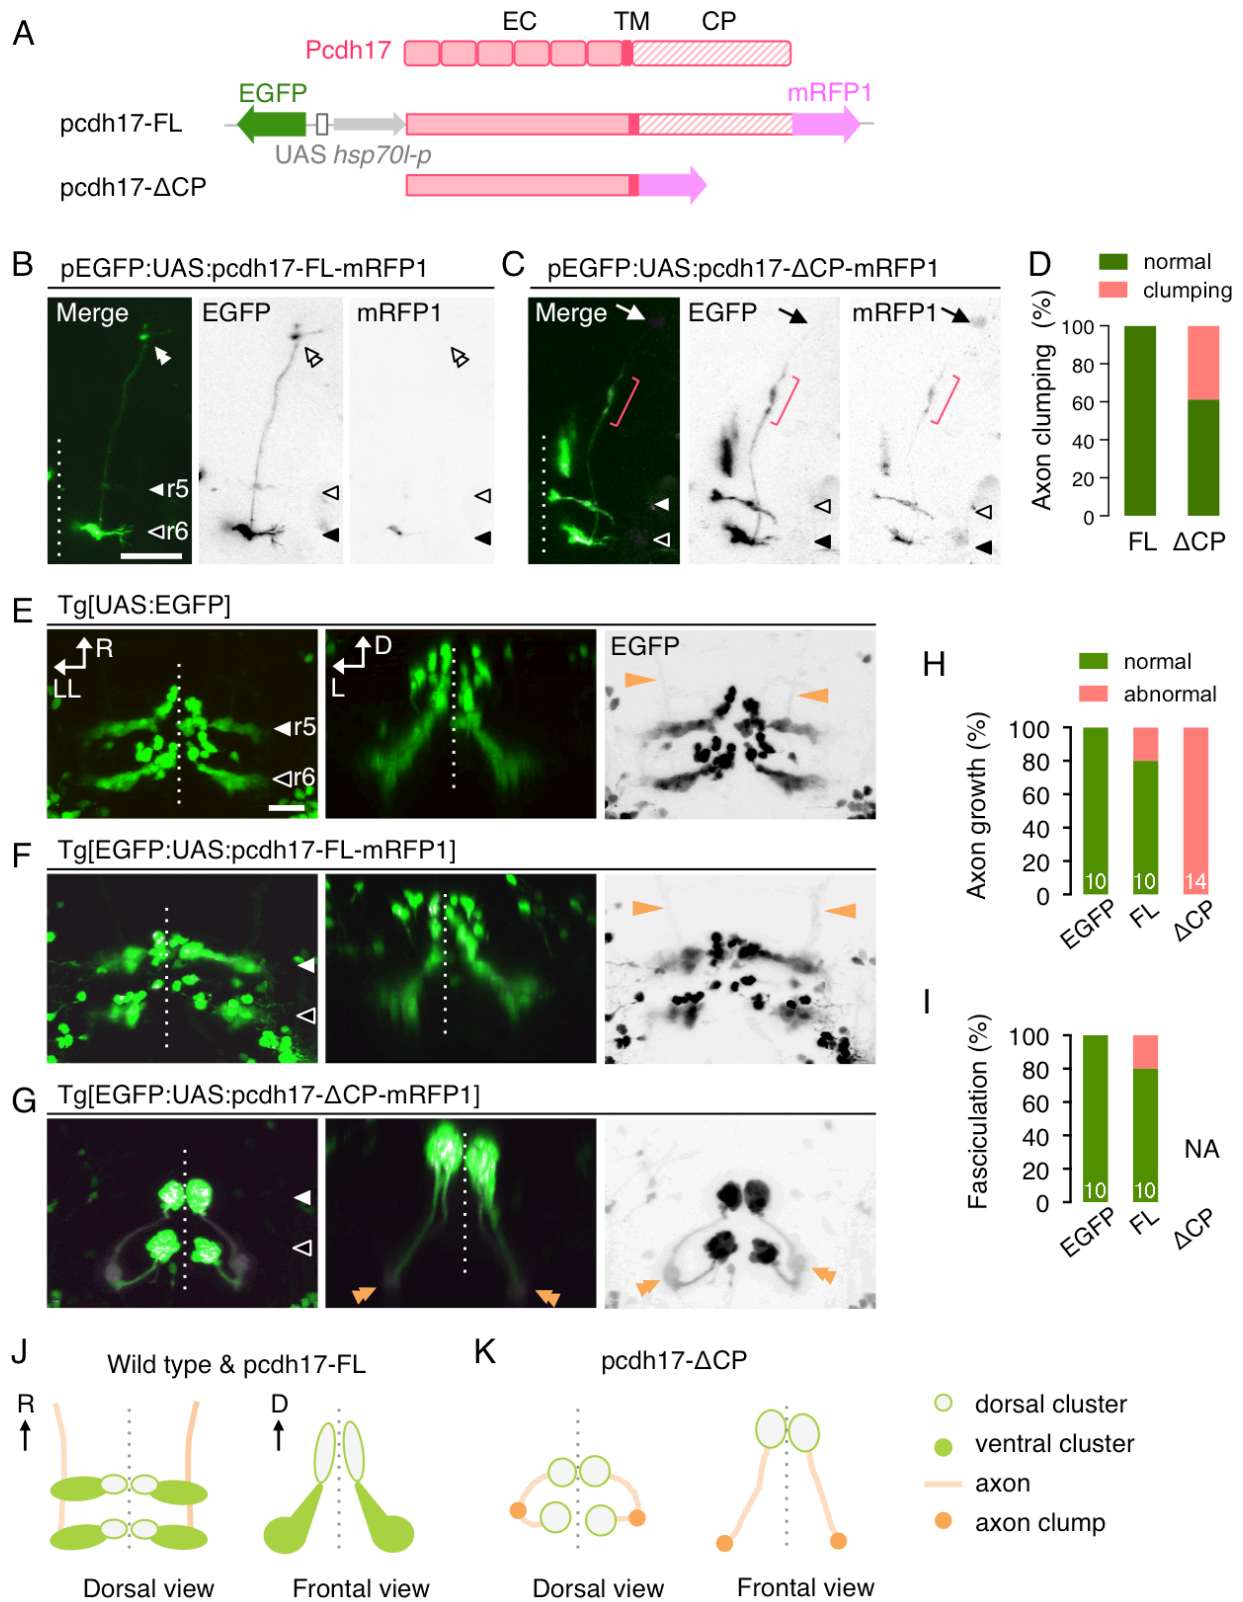 A
EC TM CP
Pcdh17
EGFP mRFP1
pcdh17-FL
UAS hsp70l-p
pcdh17-ΔCP
B pEGFP:UAS:pcdh17-FL-mRFP1
Merge EGFP mRFP1
r5
r6
C pEGFP:UAS:pcdh17-ΔCP-mRFP1
Merge EGFP mRFP1
D
normal
clumping
Axon clumping (%)
100
80
60
40
20
0
FL ΔCP
E Tg[UAS:EGFP]
R
LL
r5
r6
D
L
EGFP
F Tg[EGFP:UAS:pcdh17-FL-mRFP1]
G Tg[EGFP:UAS:pcdh17-ΔCP-mRFP1]
H
normal
abnormal
Axon growth (%)
100
80
60
40
20
0
10 10 14
EGFP FL ΔCP
I
Fasciculation (%)
100
80
60
40
20
0
10 10
NA
EGFP FL ΔCP
J Wild type & pcdh17-FL
R
D
Dorsal view Frontal view
K pcdh17-ΔCP
Dorsal view Frontal view
dorsal cluster
ventral cluster
axon
axon clump